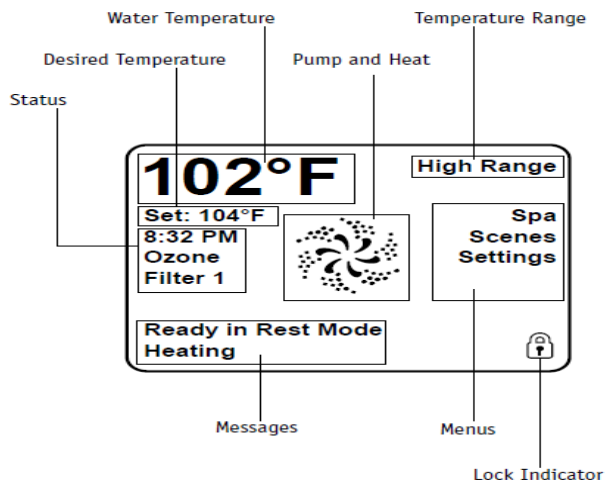 Water Temperature
Temperature Range
Desired Temperature
Pump and Heat
Status
102°F
High Range
Set: 104°F
8:32 PM
Ozone
Filter 1
Spa
Scenes
Settings
Ready in Rest Mode
Heating
Messages
Menus
Lock Indicator